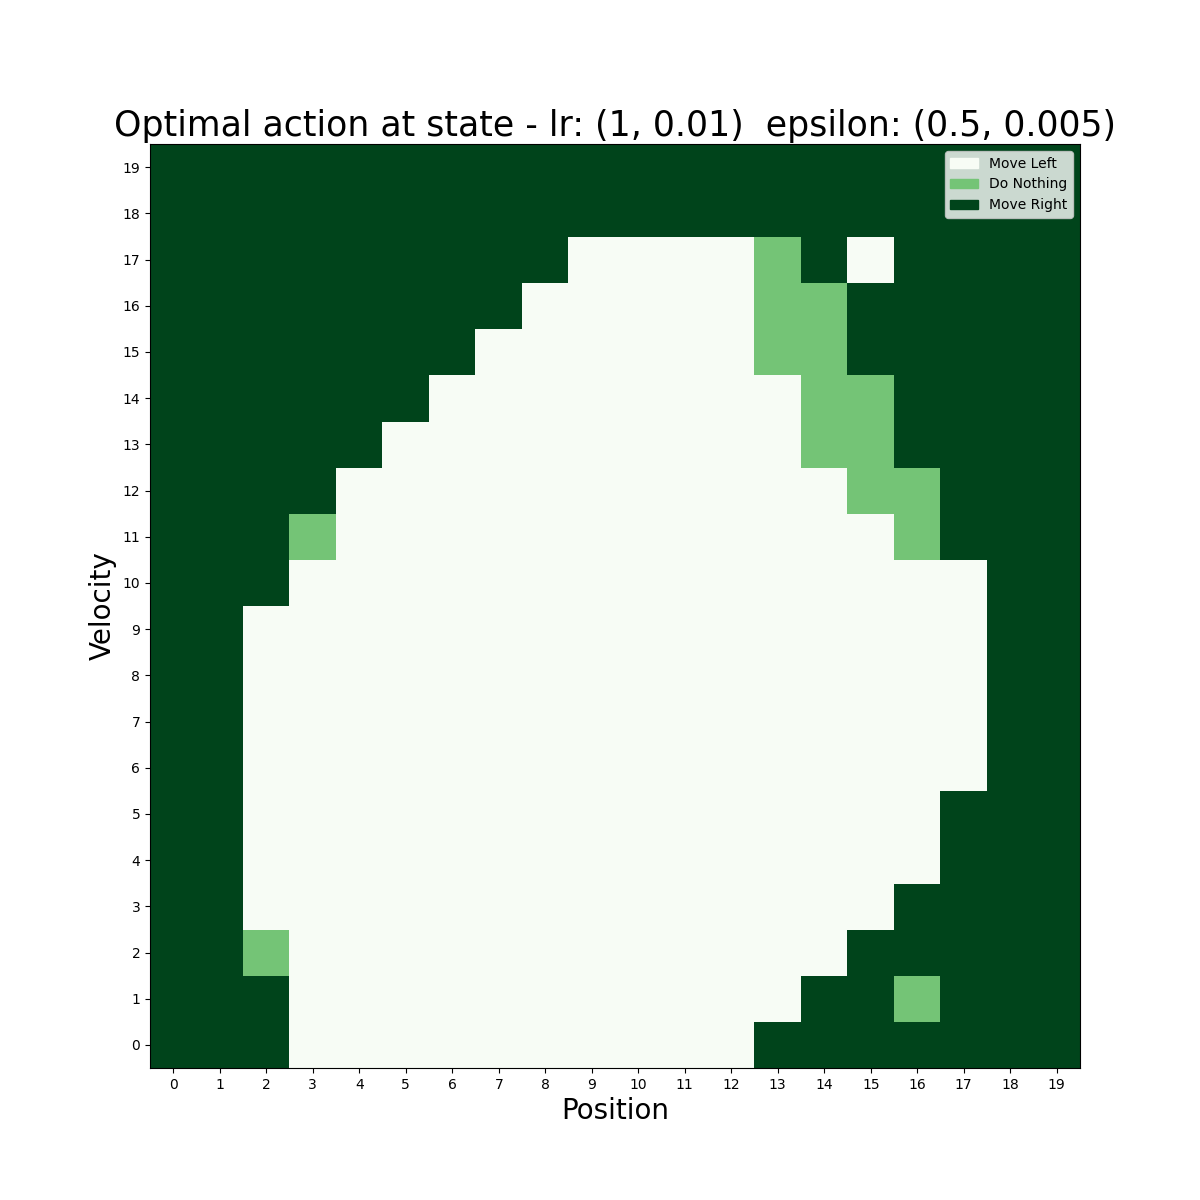 Optimal action at state - lr: (1, 0.01)  epsilon: (0.5, 0.005)
Move Left
Do Nothing
Move Right
19
18
17
16
15
14
13
12
11
10
9
8
7
6
5
4
3
2
1
0
Velocity
0 1 2 3 4 5 6 7 8 9 10 11 12 13 14 15 16 17 18 19
Position